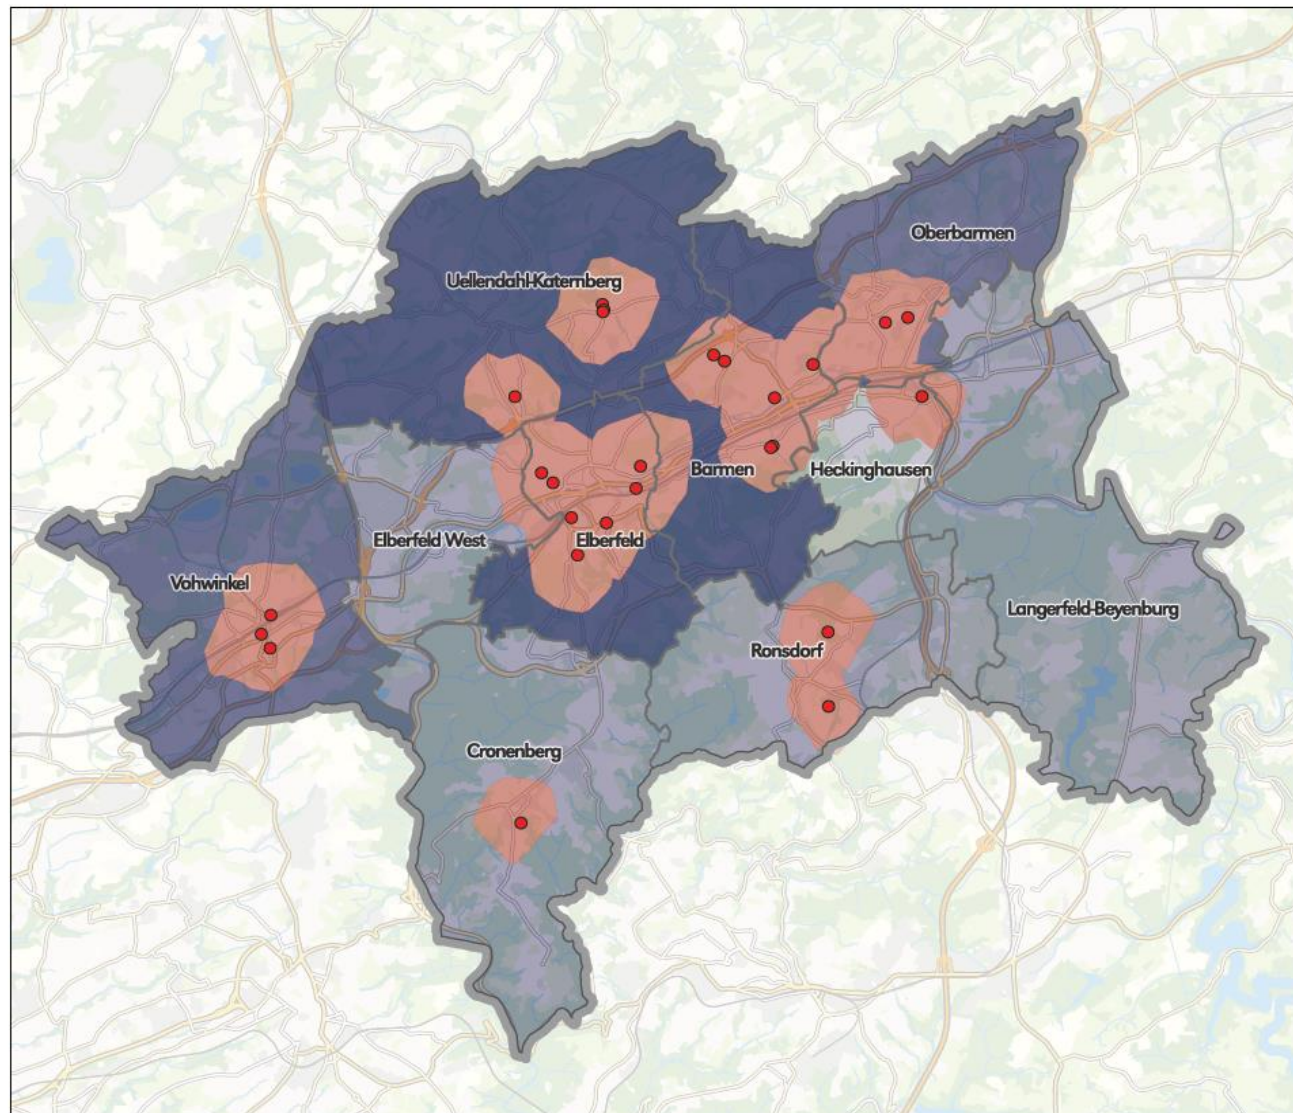 Oberbarmen
Uellendahl-Katernberg
Barmen
Heckinghausen
Elberfeld West
Elberfeld
Vohwinkel
Langerfeld-Beyenburg
Ronsdorf
Cronenberg